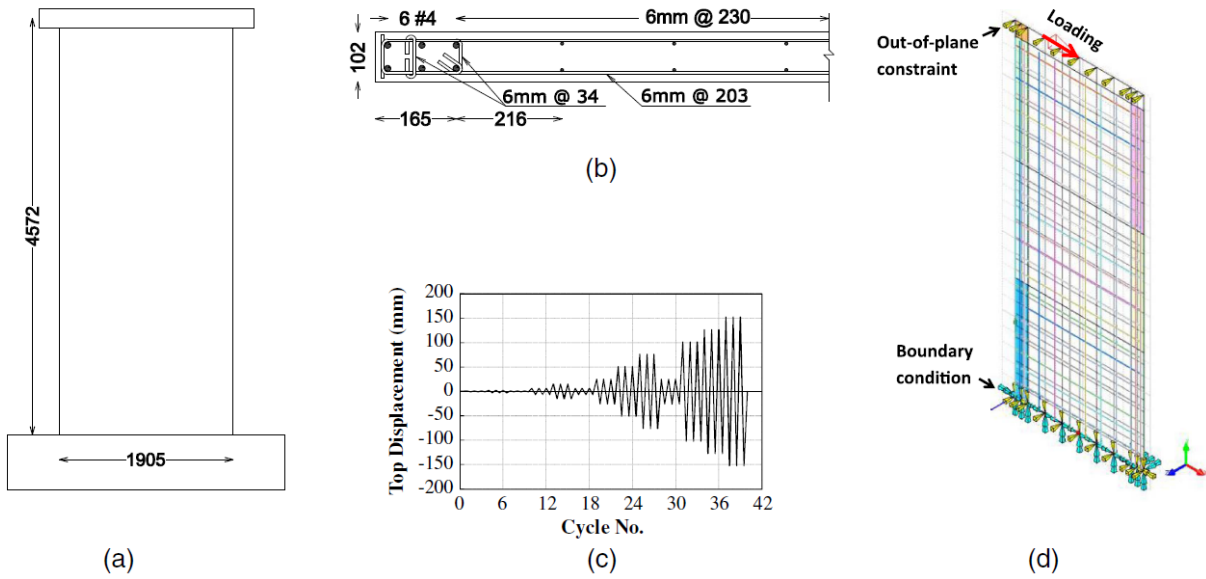 4572
1905
(a)
6 #4
6mm @ 230
102
6mm @ 34
6mm @ 203
165
216
(b)
Top Displacement (mm)
200
150
100
50
0
-50
-100
-150
-200
0 6 12 18 24 30 36 42
Cycle No.
(c)
Loading
Out-of-plane
constraint
Boundary
condition
(d)